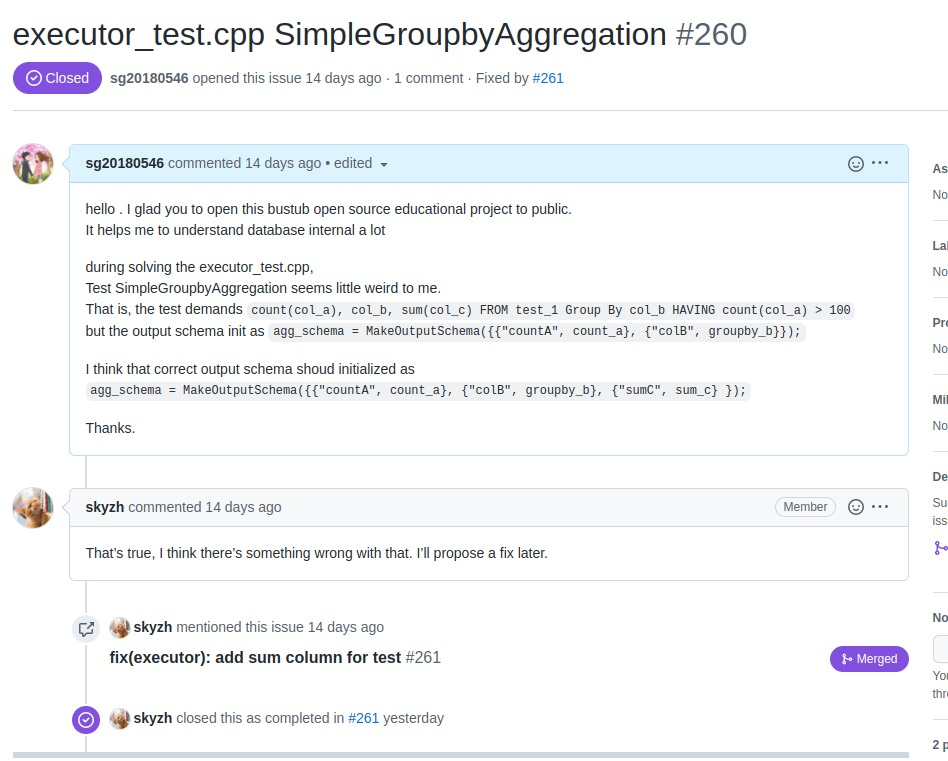 executor_test.cpp SimpleGroupbyAggregation #260
Closed sg20180546 opened this issue 14 days ago · 1 comment · Fixed by #261
sg20180546 commented 14 days ago • edited
hello . I glad you to open this bustub open source educational project to public.
It helps me to understand database internal a lot
during solving the executor_test.cpp,
Test SimpleGroupbyAggregation seems little weird to me.
That is, the test demands count(col_a), col_b, sum(col_c) FROM test_1 Group By col_b HAVING count(col_a) > 100
but the output schema init as agg_schema = MakeOutputSchema({{"countA", count_a}, {"colB", groupby_b}});
I think that correct output schema shoud initialized as
agg_schema = MakeOutputSchema({{"countA", count_a}, {"colB", groupby_b}, {"sumC", sum_c} });
Thanks.
skyzh commented 14 days ago Member
That's true, I think there's something wrong with that. I'll propose a fix later.
skyzh mentioned this issue 14 days ago
fix(executor): add sum column for test #261 Merged
skyzh closed this as completed in #261 yesterday
As
No
Lal
No
Pro
No
Mil
No
De
Su
iss
No
You
thre
2 p